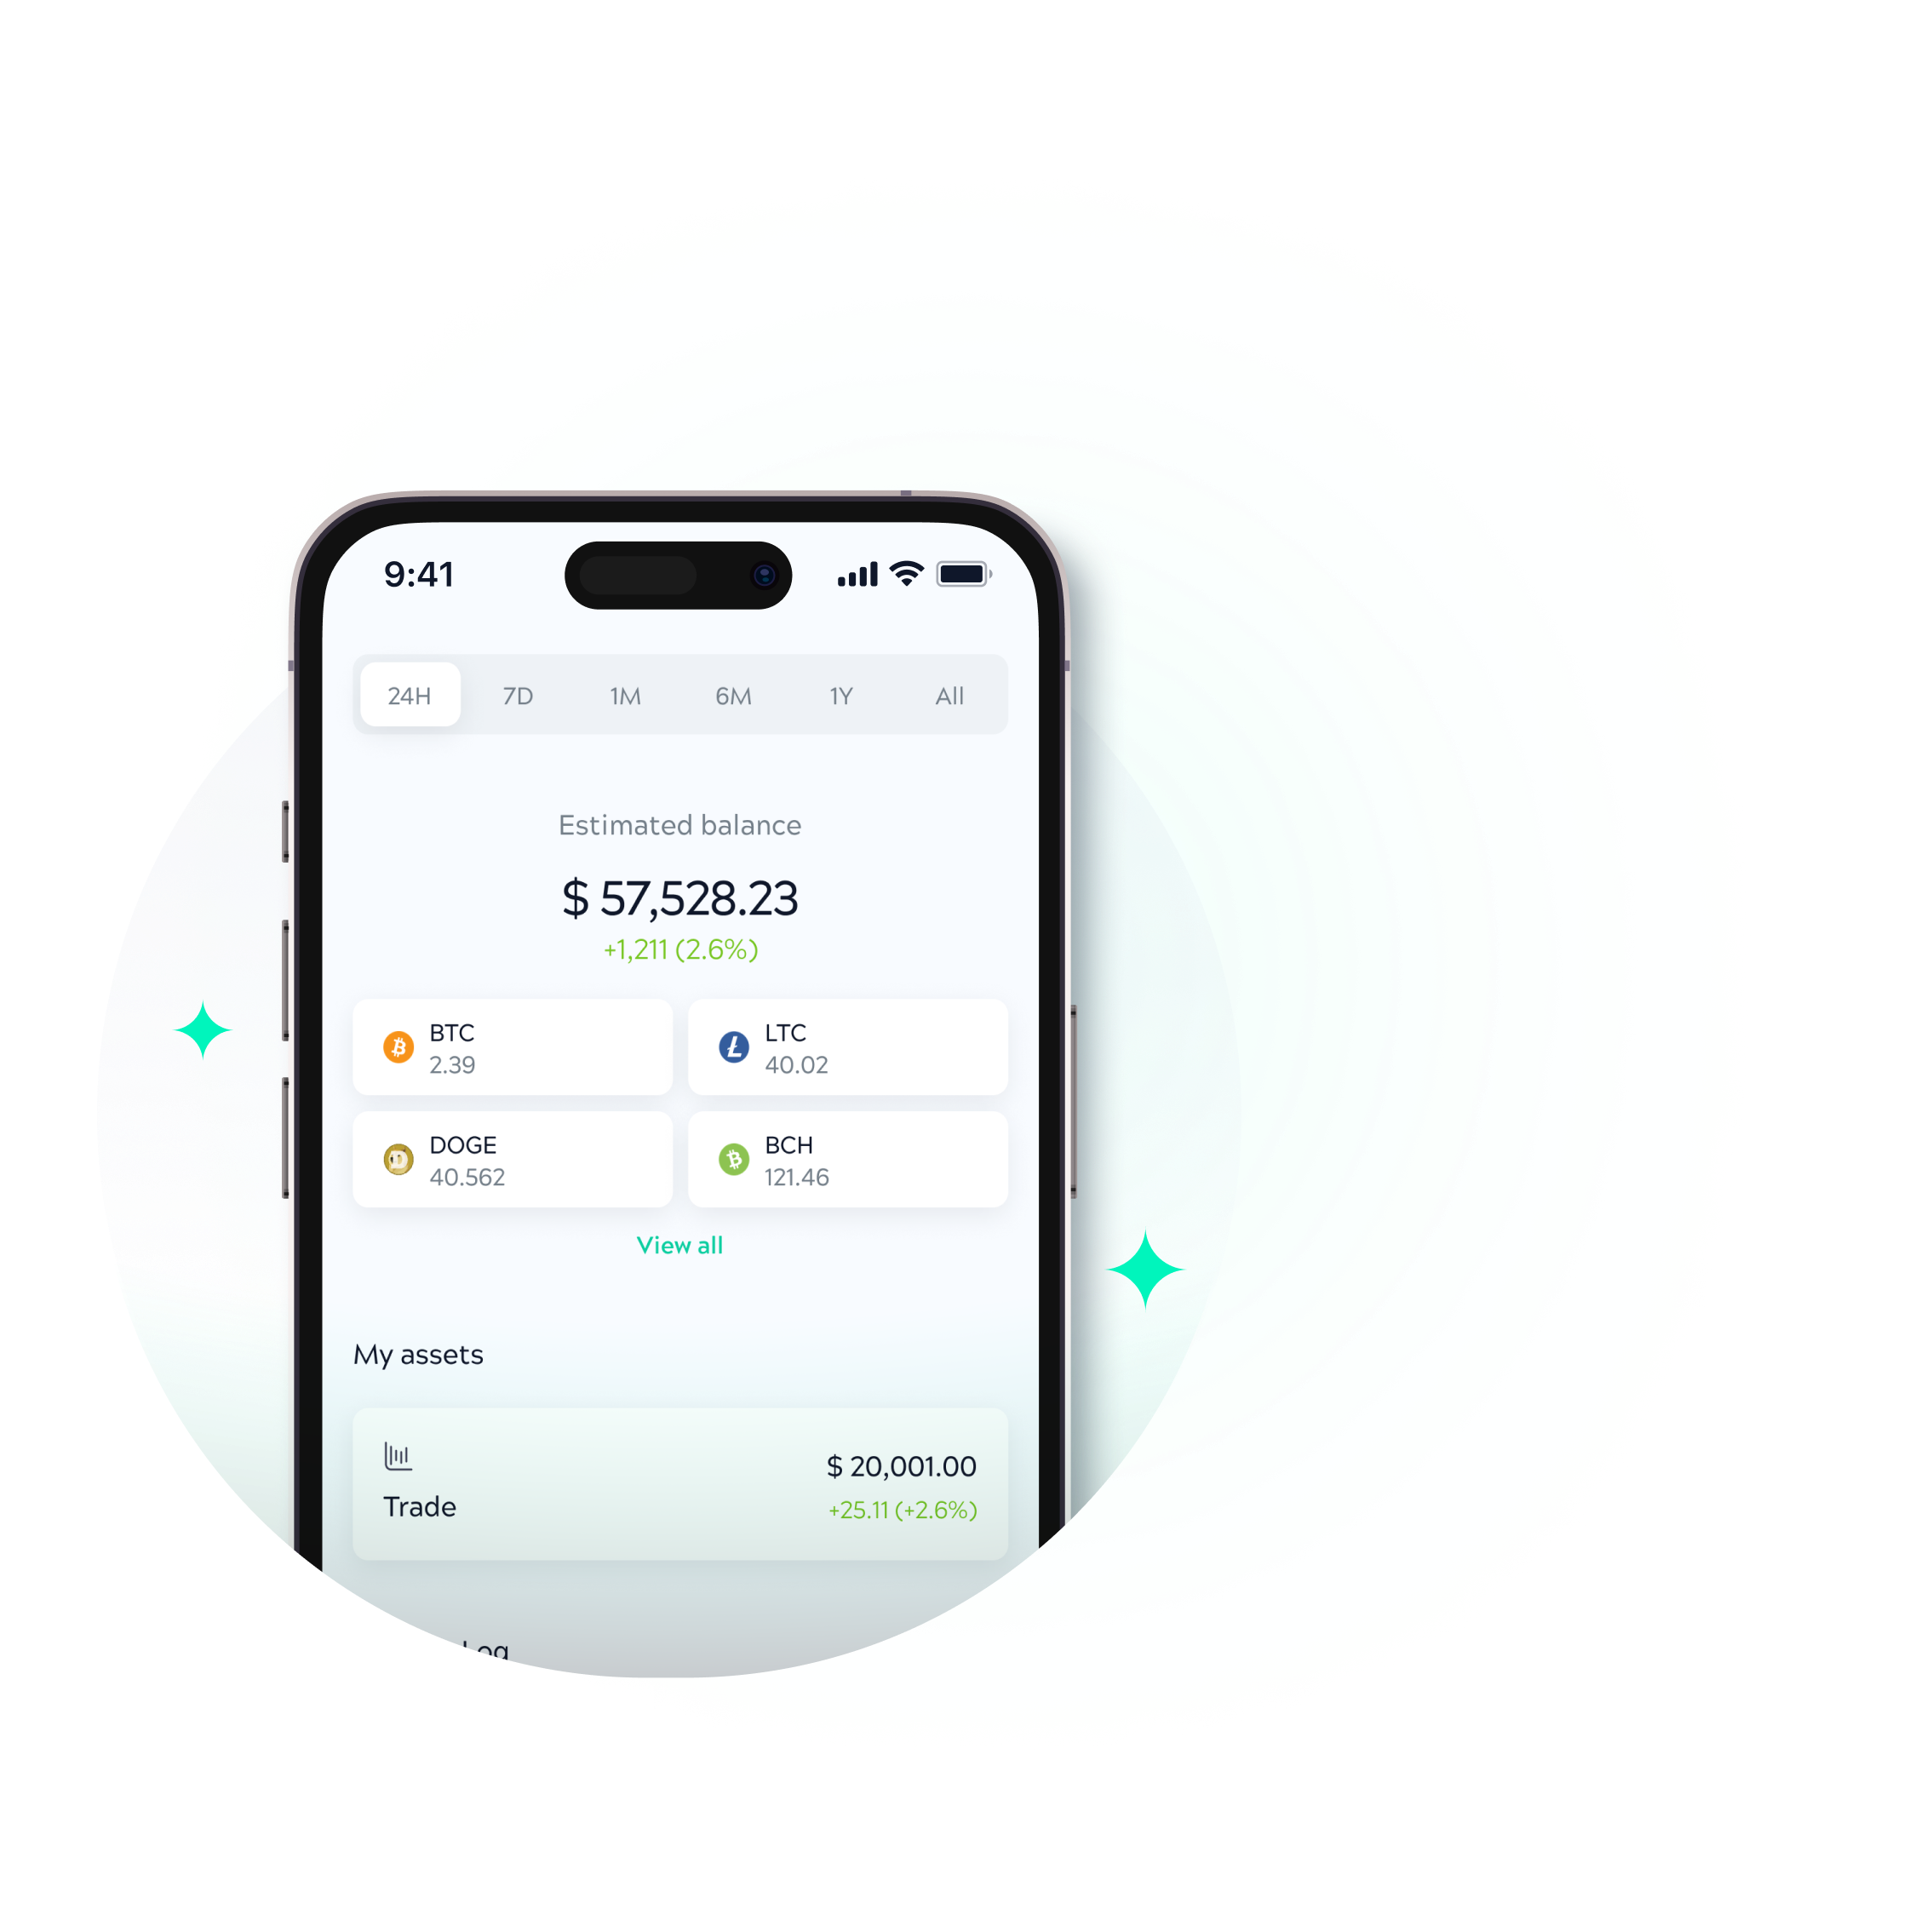 9:41
24H 7D 1M 6M 1Y All
Estimated balance
$ 57,528.23
+1,211 (2.6%)
BTC
2.39
LTC
40.02
DOGE
40.562
BCH
121.46
View all
My assets
$ 20,001.00
Trade
+25.11 (+2.6%)